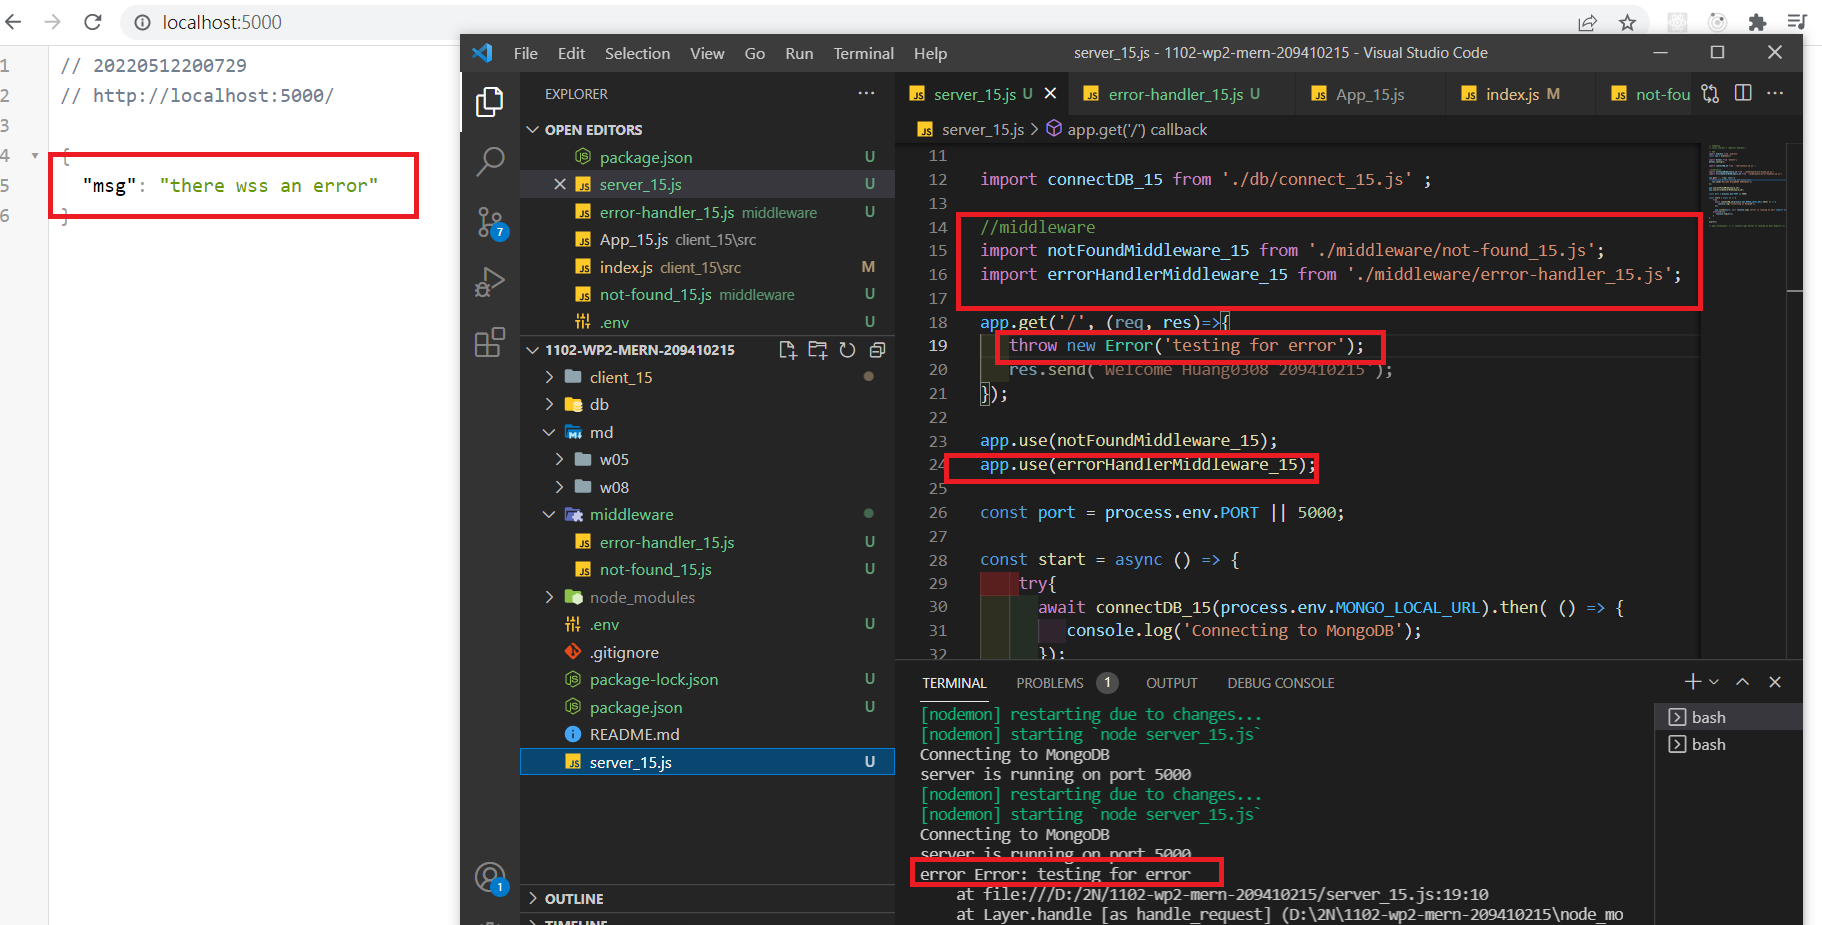 localhost:5000
1 // 20220512200729
2 // http://localhost:5000/
3
4 {
5 "msg": "there wss an error"
6 }
File Edit Selection View Go Run Terminal Help
server_15.js - 1102-wp2-mern-209410215 - Visual Studio Code
EXPLORER
OPEN EDITORS
package.json U
server_15.js U
error-handler_15.js middleware U
App_15.js client_15\src
index.js client_15\src M
not-found_15.js middleware U
.env U
1102-WP2-MERN-209410215
client_15
db
md
w05
w08
middleware
error-handler_15.js U
not-found_15.js U
node_modules
.env U
.gitignore
package-lock.json U
package.json U
README.md
server_15.js U
OUTLINE
TIMELINE
7
1
server_15.js U
error-handler_15.js U
App_15.js
index.js M
not-fou
server_15.js > app.get('/') callback
11
12 import connectDB_15 from './db/connect_15.js' ;
13
14 //middleware
15 import notFoundMiddleware_15 from './middleware/not-found_15.js';
16 import errorHandlerMiddleware_15 from './middleware/error-handler_15.js';
17
18 app.get('/', (req, res)=>{
19 throw new Error('testing for error');
20 res.send('Welcome Huang0308 209410215');
21 });
22
23 app.use(notFoundMiddleware_15);
24 app.use(errorHandlerMiddleware_15);
25
26 const port = process.env.PORT || 5000;
27
28 const start = async () => {
29 try{
30 await connectDB_15(process.env.MONGO_LOCAL_URL).then( () => {
31 console.log('Connecting to MongoDB');
32 });
TERMINAL PROBLEMS 1 OUTPUT DEBUG CONSOLE
[nodemon] restarting due to changes...
[nodemon] starting `node server_15.js`
Connecting to MongoDB
server is running on port 5000
[nodemon] restarting due to changes...
[nodemon] starting `node server_15.js`
Connecting to MongoDB
server is running on port 5000
error Error: testing for error
at file:///D:/2N/1102-wp2-mern-209410215/server_15.js:19:10
at Layer.handle [as handle_request] (D:\2N\1102-wp2-mern-209410215\node_mo
bash
bash